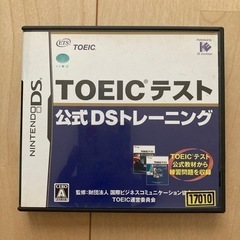 ETS TOEIC.
TOEIC®テスト
公式DSトレーニング
NINTENDO DS
TOEIC®テスト
公式教材から
練習問題を収録
17010
CERO A
監修:財団法人 国際ビジネスコミュニケーション協会
TOEIC運営委員会